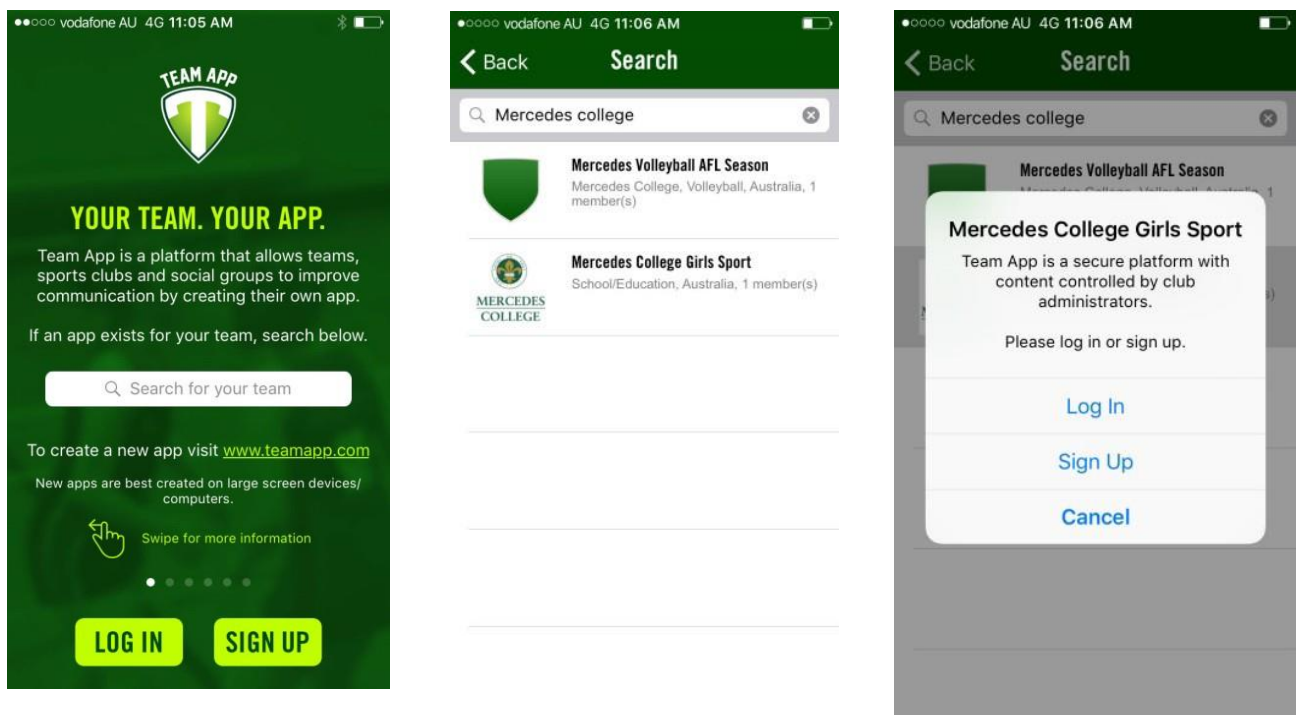 vodafone AU 4G 11:05 AM
TEAM APP
YOUR TEAM. YOUR APP.
Team App is a platform that allows teams,
sports clubs and social groups to improve
communication by creating their own app.
If an app exists for your team, search below.
Search for your team
To create a new app visit www.teamapp.com
New apps are best created on large screen devices/
computers.
Swipe for more information
LOG IN
SIGN UP
vodafone AU 4G 11:06 AM
Back
Search
Mercedes college
Mercedes Volleyball AFL Season
Mercedes College, Volleyball, Australia, 1
member(s)
Mercedes College Girls Sport
School/Education, Australia, 1 member(s)
MERCEDES
COLLEGE
vodafone AU 4G 11:06 AM
Back
Search
Mercedes college
Mercedes Volleyball AFL Season
Mercedes College, Volleyball, Australia, 1
Mercedes College Girls Sport
Team App is a secure platform with
content controlled by club
administrators.
Please log in or sign up.
Log In
Sign Up
Cancel